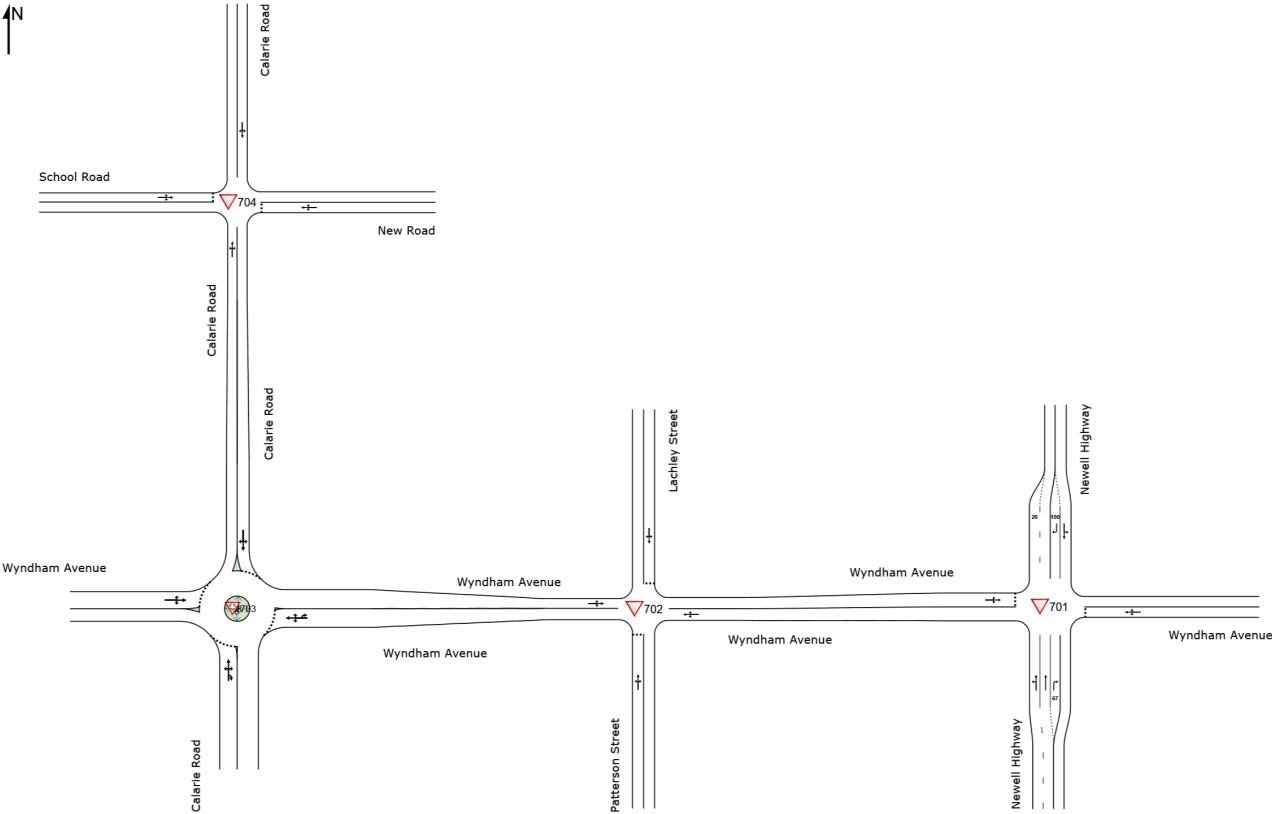 N
Calarie Road
School Road
704
New Road
Calarie Road
Calarie Road
Lachley Street
Newell Highway
20
100
Wyndham Avenue
Wyndham Avenue
Wyndham Avenue
703
702
701
Wyndham Avenue
Wyndham Avenue
Wyndham Avenue
67
Calarie Road
Patterson Street
Newell Highway